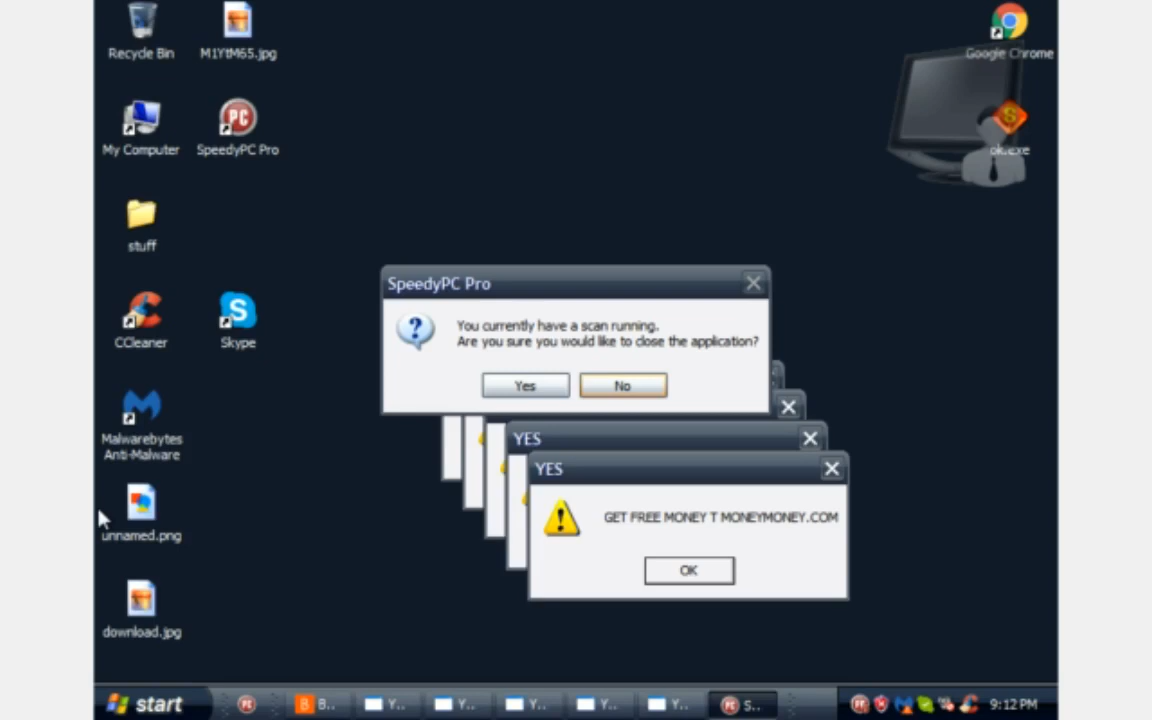 Recycle Bin
M1YtM65.jpg
Google Chrome
My Computer
SpeedyPC Pro
ok.exe
stuff
SpeedyPC Pro
You currently have a scan running.
Are you sure you would like to close the application?
Yes
No
CCleaner
Skype
YES
YES
GET FREE MONEY T MONEYMONEY.COM
OK
Malwarebytes
Anti-Malware
unnamed.png
download.jpg
start
B..
Y..
Y..
Y..
Y..
Y..
S..
9:12 PM